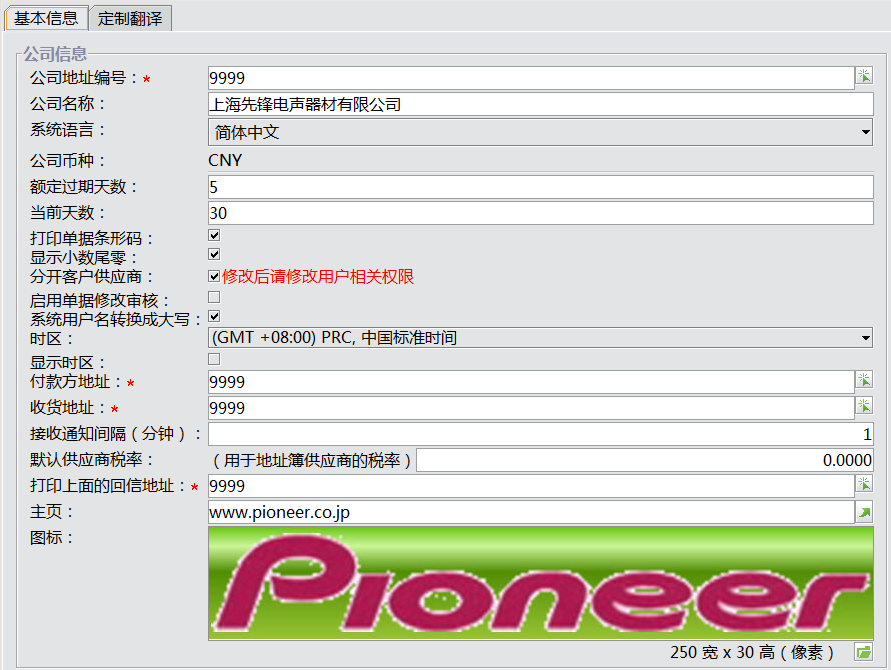 基本信息 定制翻译
公司信息
公司地址编号：* 9999
公司名称： 上海先锋电声器材有限公司
系统语言： 简体中文
公司币种： CNY
额定过期天数： 5
当前天数： 30
打印单据条形码：
显示小数尾零：
分开客户供应商： 修改后请修改用户相关权限
启用单据修改审核：
系统用户名转换成大写：
时区： (GMT +08:00) PRC, 中国标准时间
显示时区：
付款方地址：* 9999
收货地址：* 9999
接收通知间隔（分钟）： 1
默认供应商税率： （用于地址簿供应商的税率） 0.0000
打印上面的回信地址：* 9999
主页： www.pioneer.co.jp
图标： Pioneer
250 宽 x 30 高（像素）